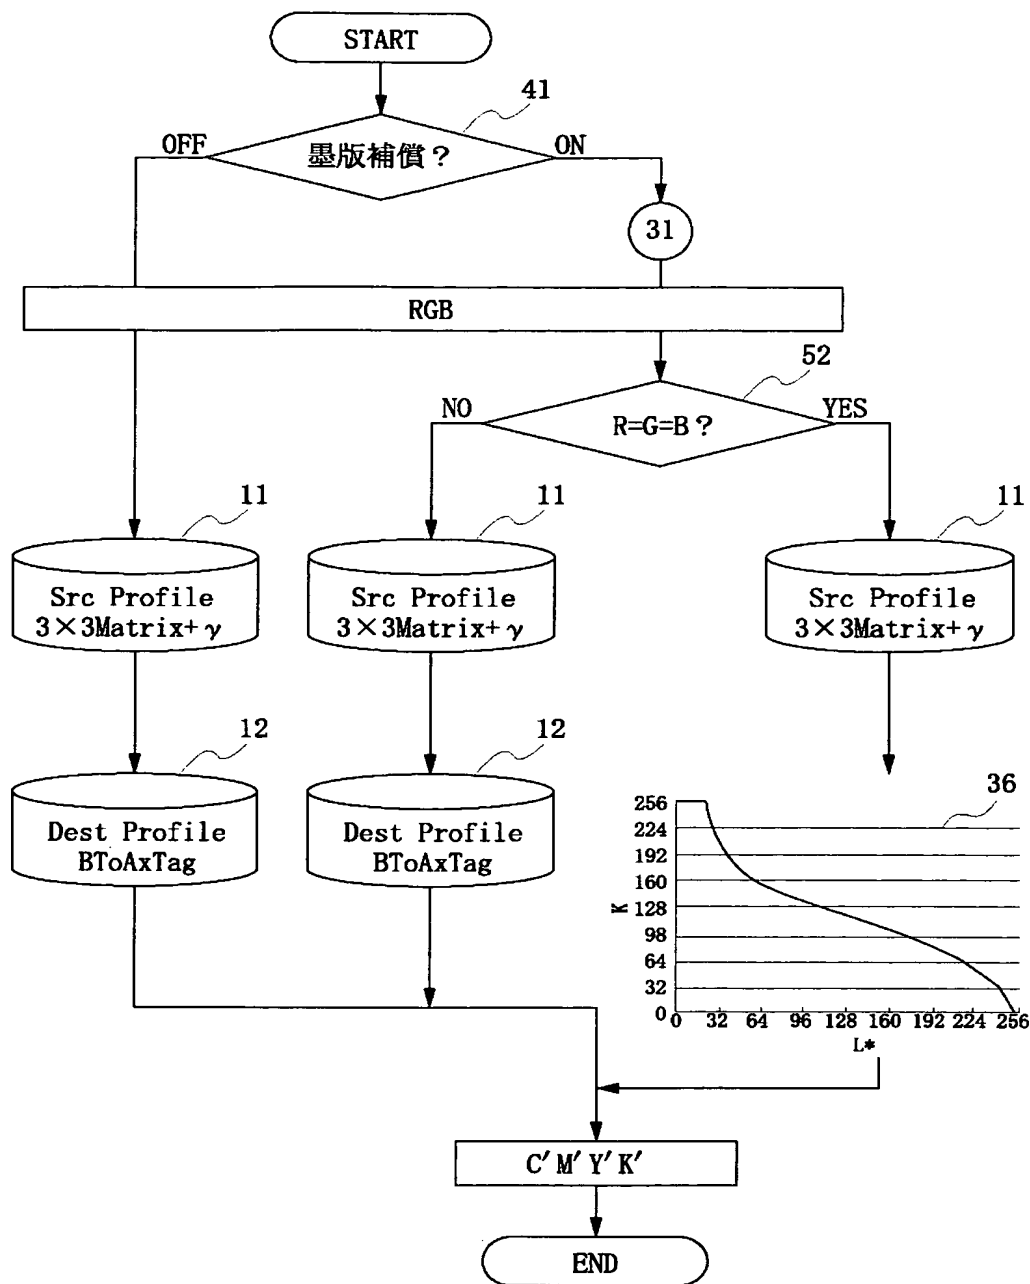 START
41
OFF
墨版補償？
ON
31
RGB
52
NO
R=G=B？
YES
11
11
11
Src Profile
3×3Matrix+γ
Src Profile
3×3Matrix+γ
Src Profile
3×3Matrix+γ
12
12
Dest Profile
BToAxTag
Dest Profile
BToAxTag
36
256
224
192
160
128
98
64
32
0
K
0 32 64 96 128 160 192 224 256
L*
C′M′Y′K′
END